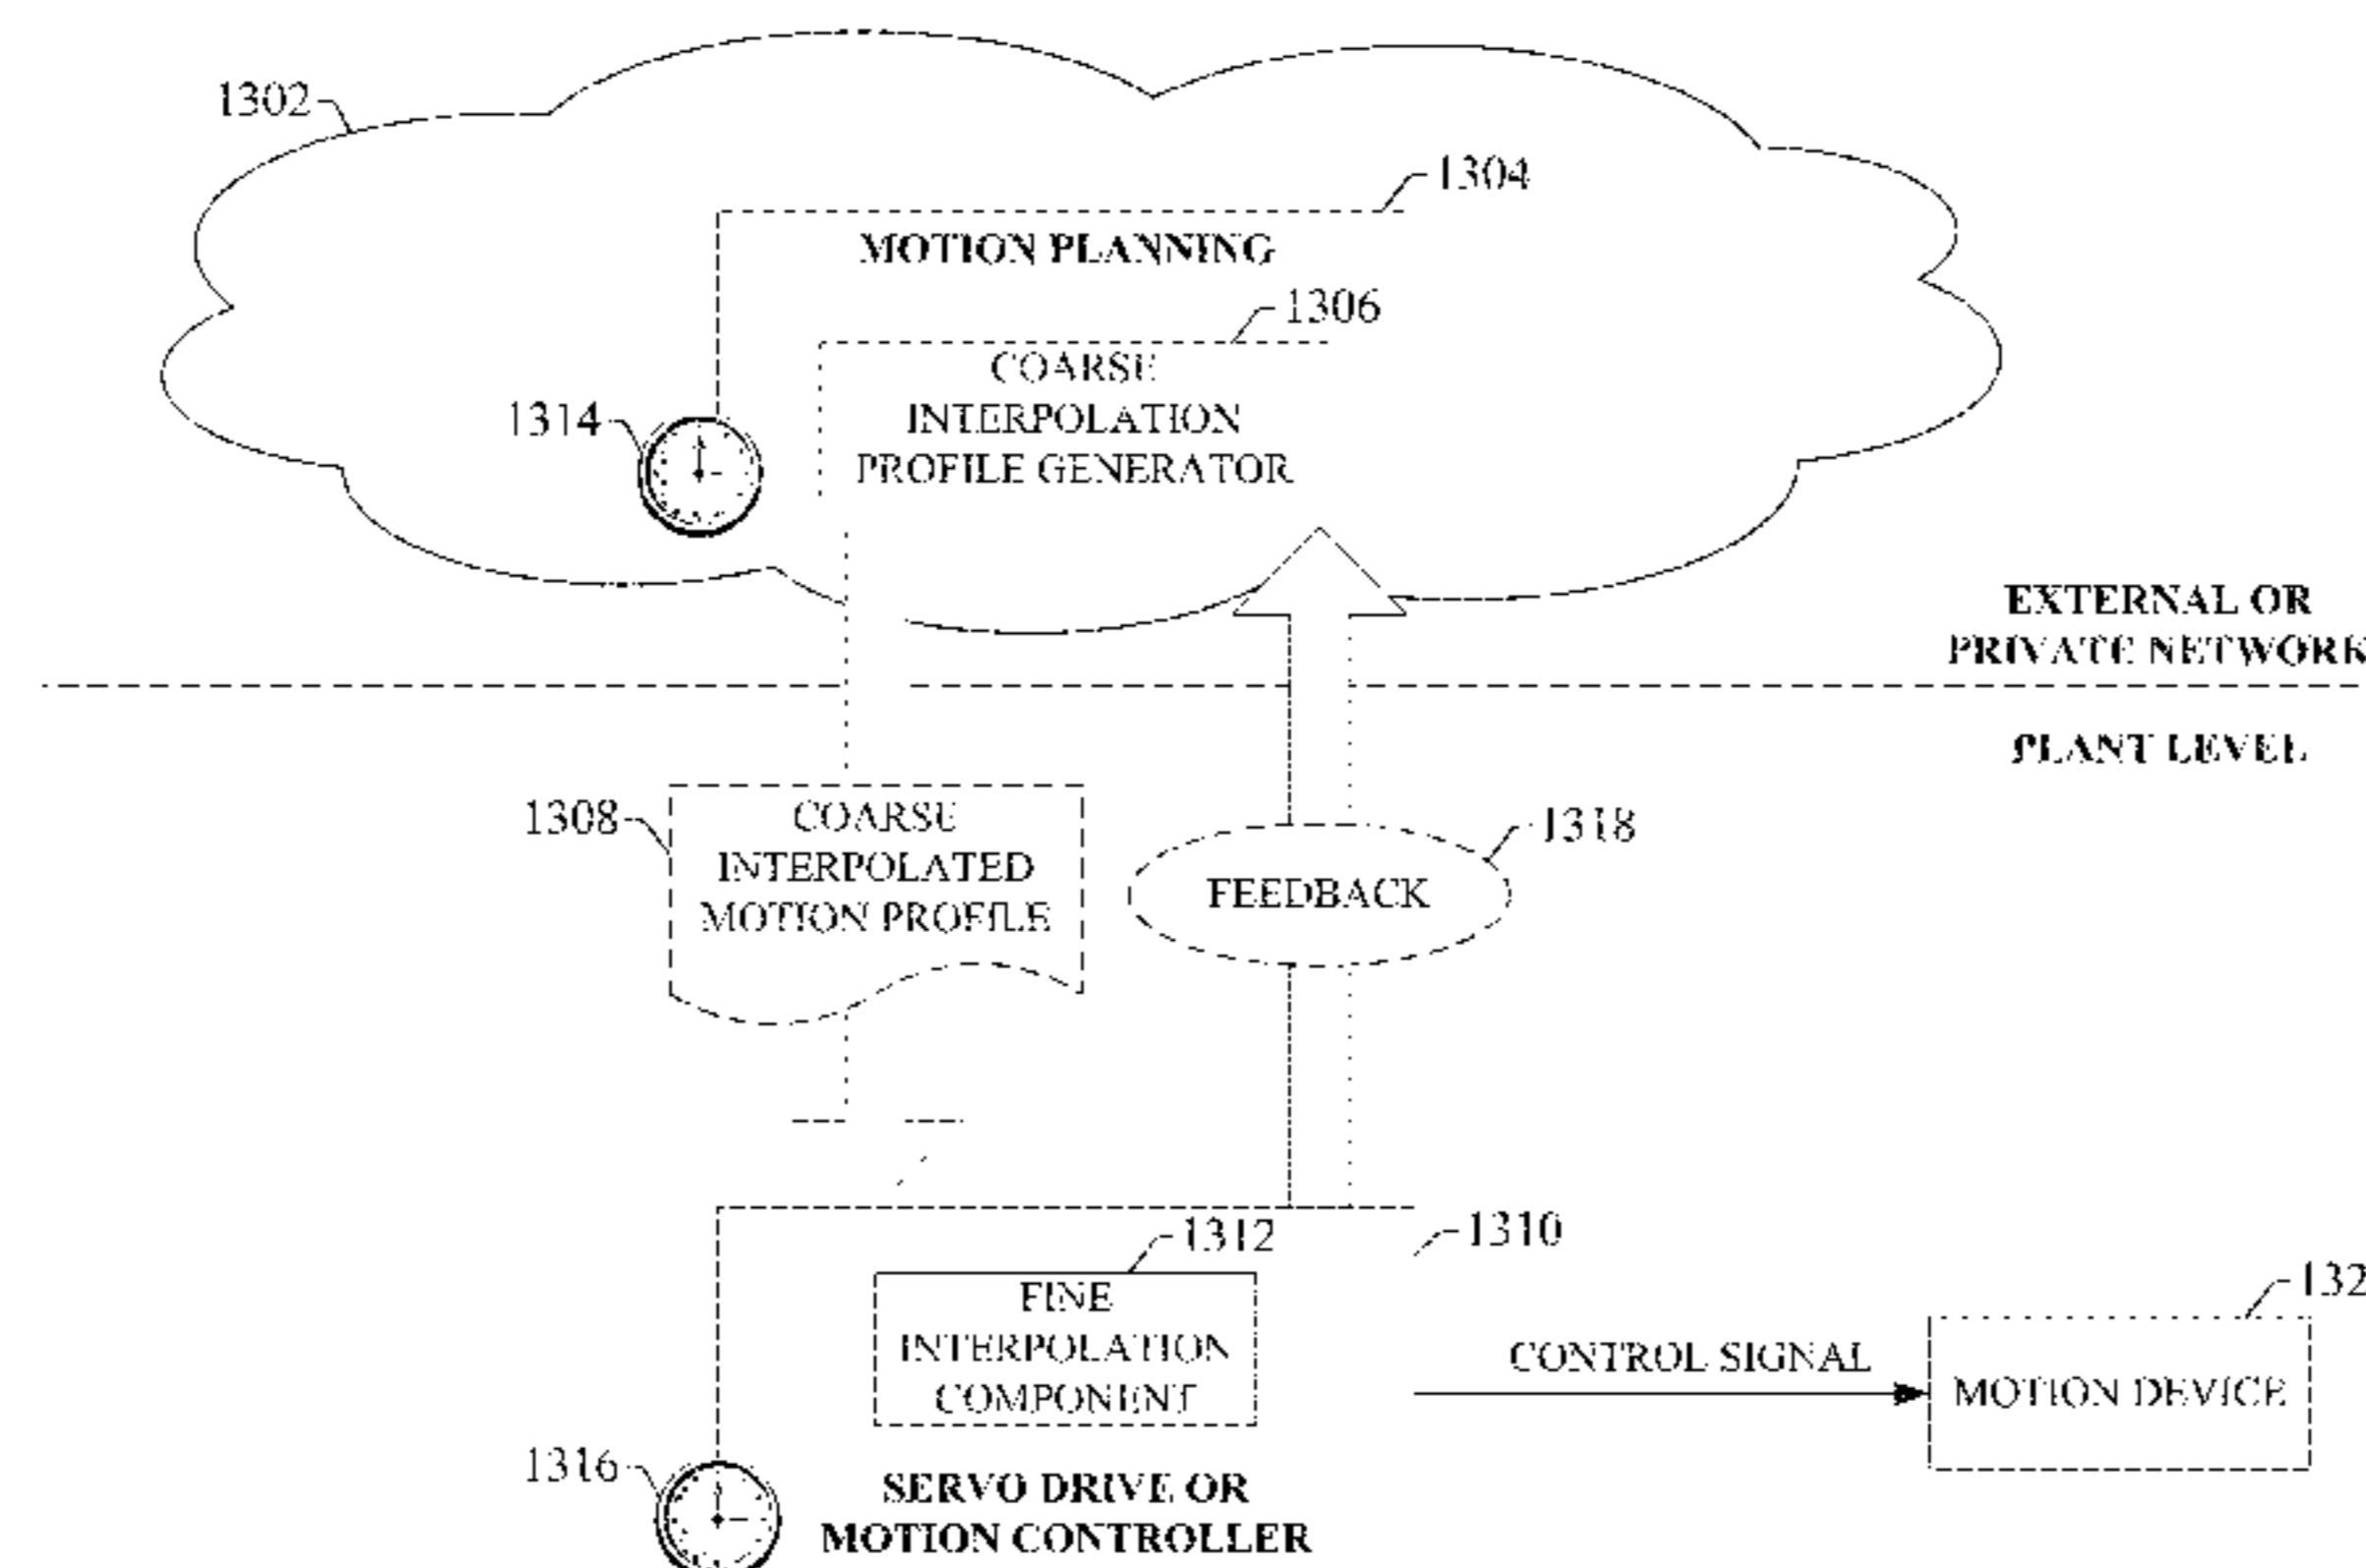 1302
1304
MOTION PLANNING
1306
COARSE
INTERPOLATION
PROFILE GENERATOR
1314
EXTERNAL OR
PRIVATE NETWORK
PLANT LEVEL
1308
COARSE
INTERPOLATED
MOTION PROFILE
1318
FEEDBACK
1310
1312
FINE
INTERPOLATION
COMPONENT
132
CONTROL SIGNAL
MOTION DEVICE
1316
SERVO DRIVE OR
MOTION CONTROLLER